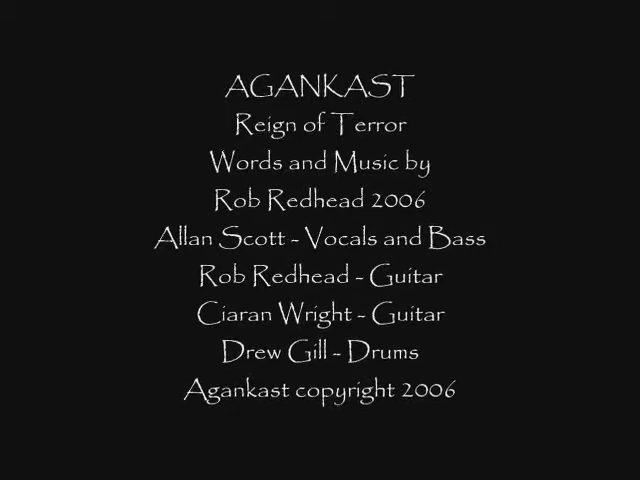 AGANKAST
Reign of Terror
Words and Music by
Rob Redhead 2006
Allan Scott - Vocals and Bass
Rob Redhead - Guitar
Ciaran Wright - Guitar
Drew Gill - Drums
Agankast copyright 2006